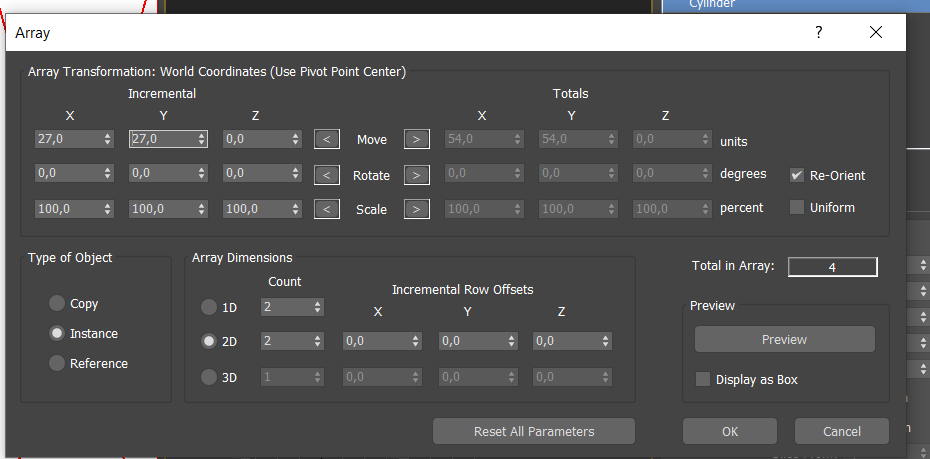 Cylinder
Array
?
Array Transformation: World Coordinates (Use Pivot Point Center)
Incremental Totals
X Y Z X Y Z
27,0 27,0 0,0 < Move > 54,0 54,0 0,0 units
0,0 0,0 0,0 < Rotate > 0,0 0,0 0,0 degrees Re-Orient
100,0 100,0 100,0 < Scale > 100,0 100,0 100,0 percent Uniform
Type of Object
Copy
Instance
Reference
Array Dimensions
Count Incremental Row Offsets
X Y Z
1D 2
2D 2 0,0 0,0 0,0
3D 1 0,0 0,0 0,0
Total in Array: 4
Preview
Preview
Display as Box
Reset All Parameters OK Cancel